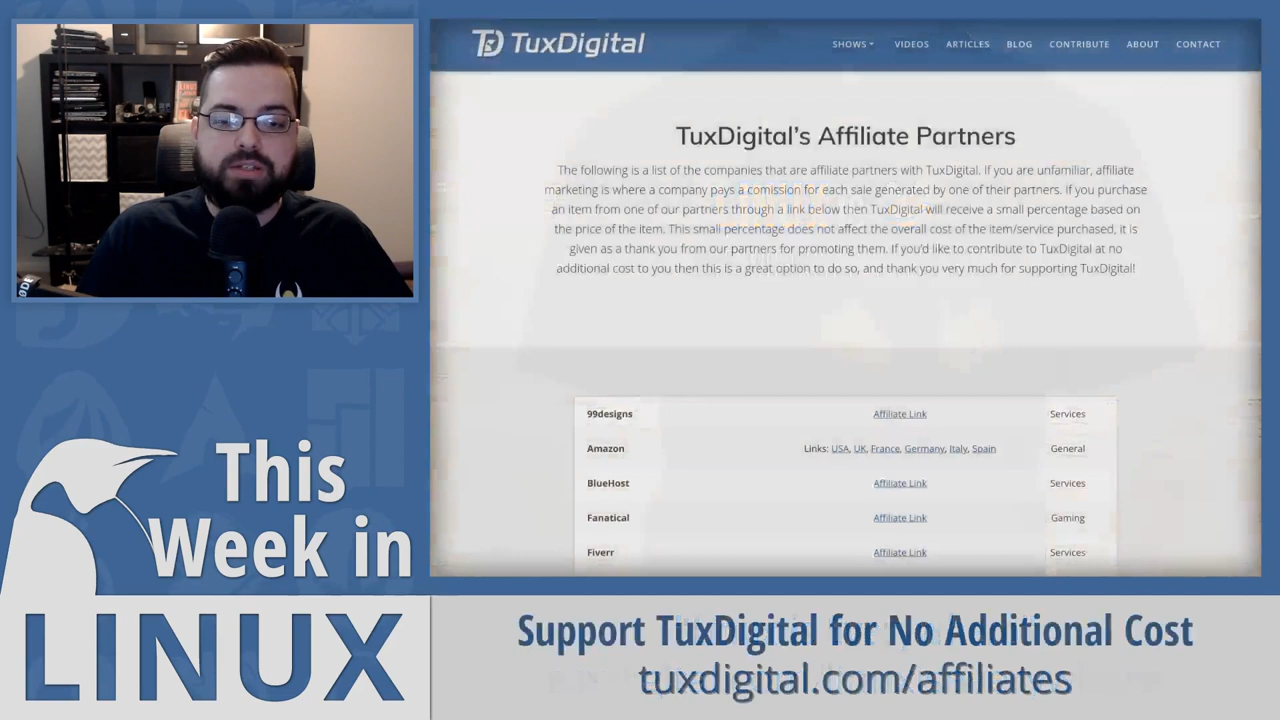 TuxDigital
SHOWS VIDEOS ARTICLES BLOG CONTRIBUTE ABOUT CONTACT
TuxDigital's Affiliate Partners
The following is a list of the companies that are affiliate partners with TuxDigital. If you are unfamiliar, affiliate
marketing is where a company pays a comission for each sale generated by one of their partners. If you purchase
an item from one of our partners through a link below then TuxDigital will receive a small percentage based on
the price of the item. This small percentage does not affect the overall cost of the item/service purchased, it is
given as a thank you from our partners for promoting them. If you'd like to contribute to TuxDigital at no
additional cost to you then this is a great option to do so, and thank you very much for supporting TuxDIgital!
99designs Affiliate Link Services
Amazon Links: USA, UK, France, Germany, Italy, Spain General
BlueHost Affiliate Link Services
Fanatical Affiliate Link Gaming
Fiverr Affiliate Link Services
This
Week in
LINUX
Support TuxDigital for No Additional Cost
tuxdigital.com/affiliates